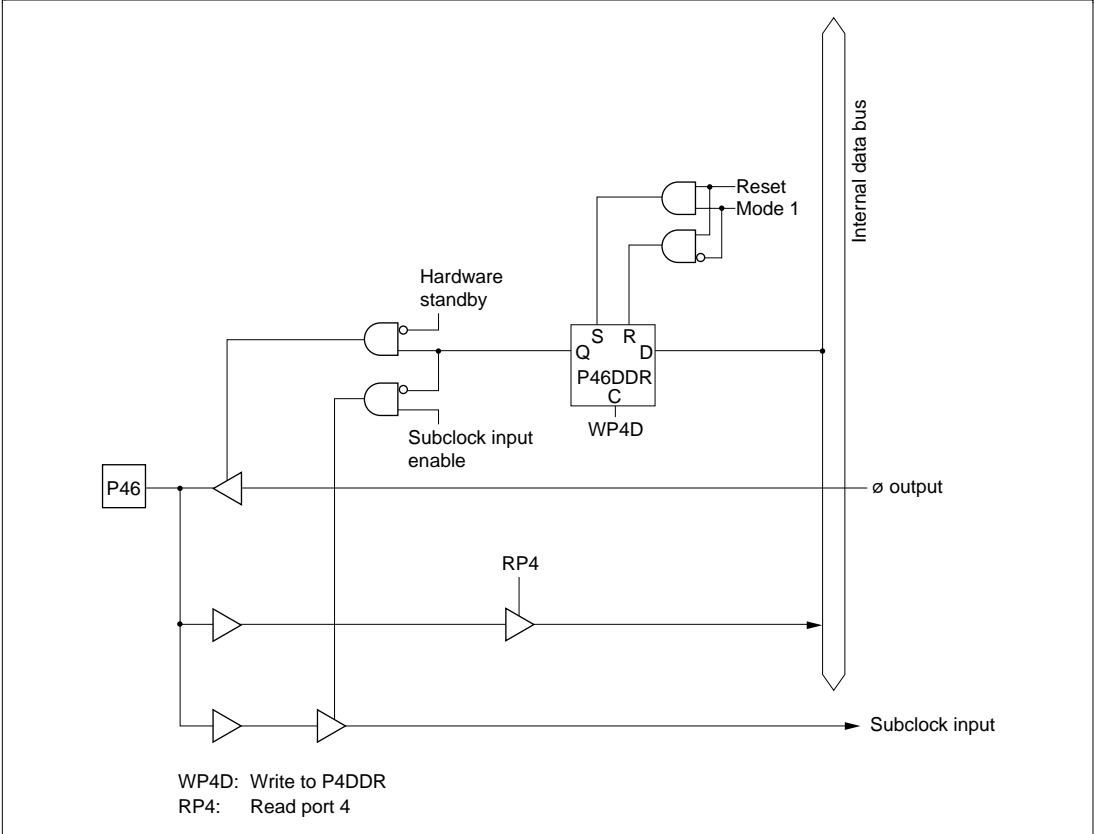 Internal data bus
Reset
Mode 1
Hardware
standby
S R
Q D
P46DDR
C
WP4D
Subclock input
enable
P46
ø output
RP4
Subclock input
WP4D: Write to P4DDR
RP4: Read port 4